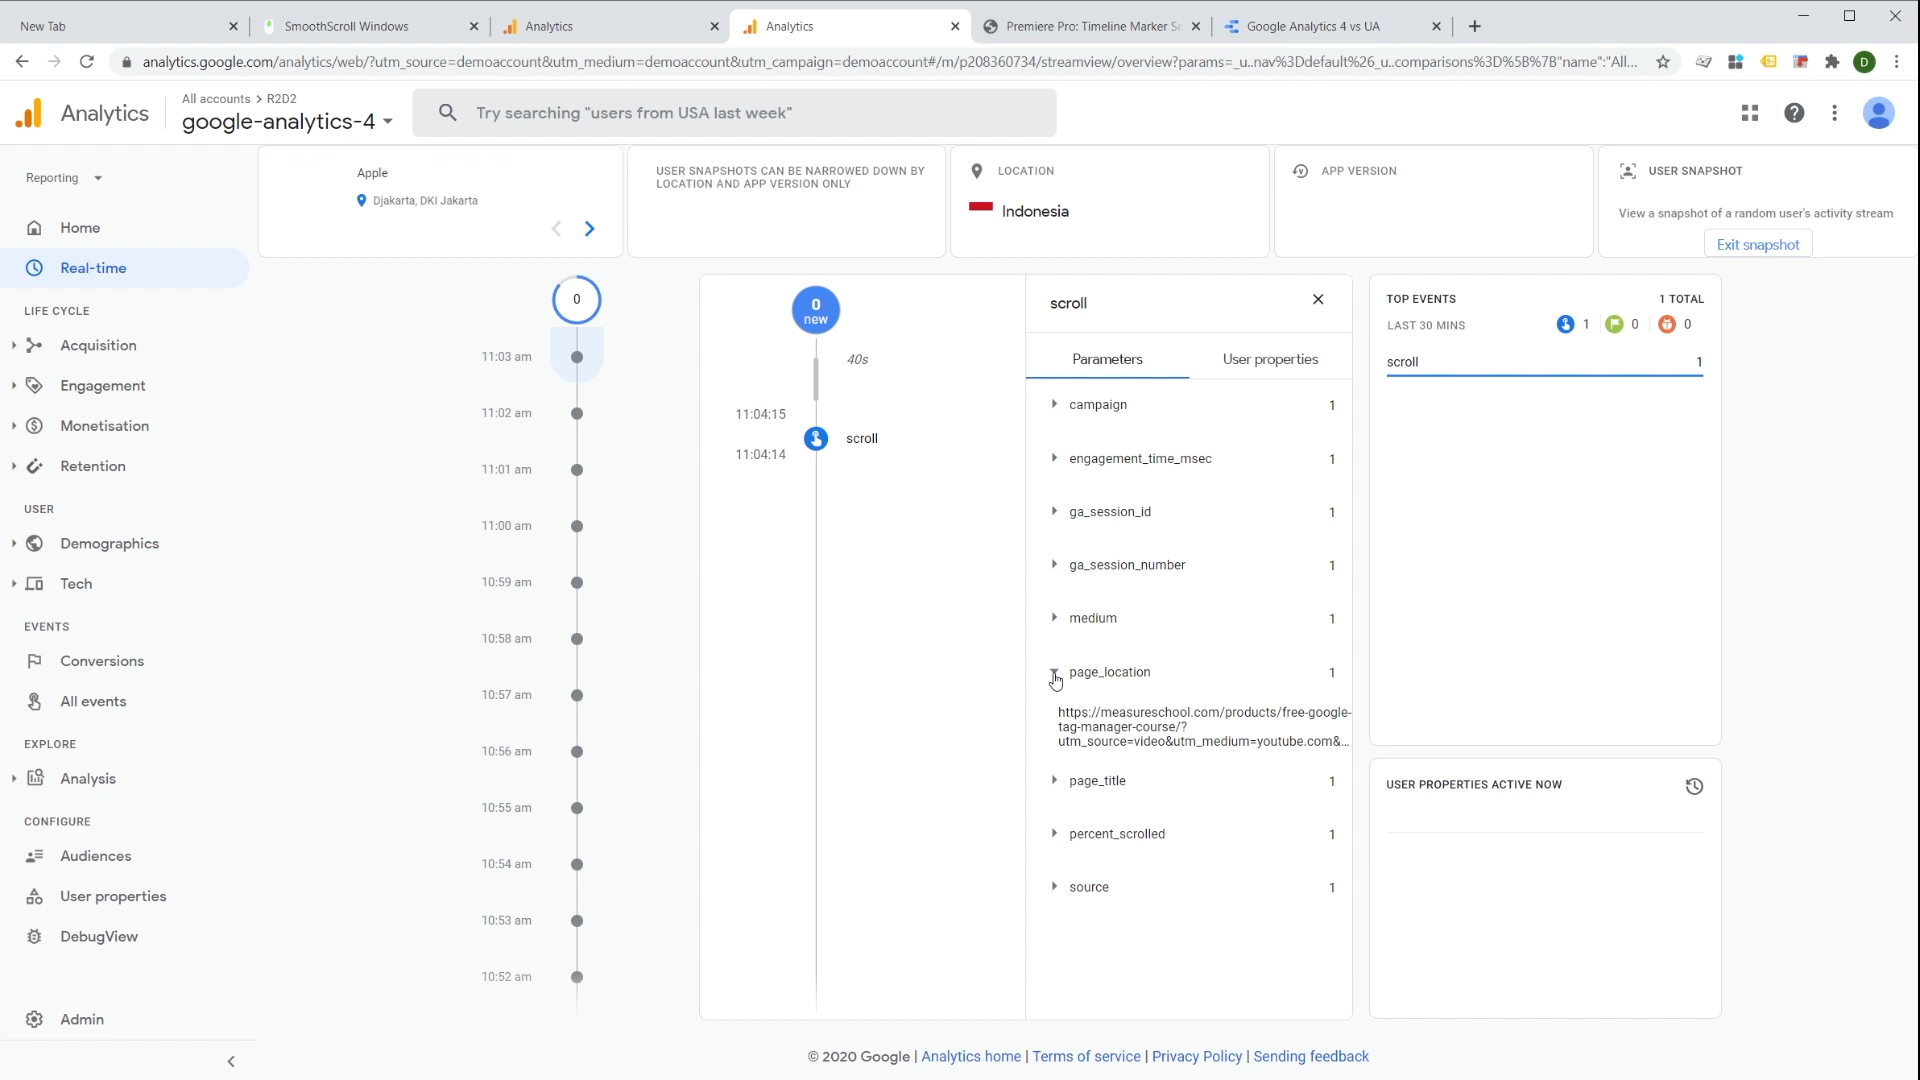 New Tab
SmoothScroll Windows
Analytics
Analytics
Premiere Pro: Timeline Marker Se
Google Analytics 4 vs UA
analytics.google.com/analytics/web/?utm_source=demoaccount&utm_medium=demoaccount&utm_campaign=demoaccount#/m/p208360734/streamview/overview?params=_u..nav%3Ddefault%26_u..comparisons%3D%5B%7B"name":"All...
D
Analytics
All accounts > R2D2
google-analytics-4
Try searching "users from USA last week"
Reporting
Home
Real-time
LIFE CYCLE
Acquisition
Engagement
Monetisation
Retention
USER
Demographics
Tech
EVENTS
Conversions
All events
EXPLORE
Analysis
CONFIGURE
Audiences
User properties
DebugView
Admin
Apple
Djakarta, DKI Jakarta
USER SNAPSHOTS CAN BE NARROWED DOWN BY
LOCATION AND APP VERSION ONLY
LOCATION
Indonesia
APP VERSION
USER SNAPSHOT
View a snapshot of a random user's activity stream
Exit snapshot
0
11:03 am
11:02 am
11:01 am
11:00 am
10:59 am
10:58 am
10:57 am
10:56 am
10:55 am
10:54 am
10:53 am
10:52 am
0
new
40s
11:04:15
scroll
11:04:14
scroll
Parameters
User properties
campaign 1
engagement_time_msec 1
ga_session_id 1
ga_session_number 1
medium 1
page_location 1
https://measureschool.com/products/free-google-
tag-manager-course/?
utm_source=video&utm_medium=youtube.com&...
page_title 1
percent_scrolled 1
source 1
TOP EVENTS 1 TOTAL
LAST 30 MINS 1 0 0
scroll 1
USER PROPERTIES ACTIVE NOW
© 2020 Google | Analytics home | Terms of service | Privacy Policy | Sending feedback